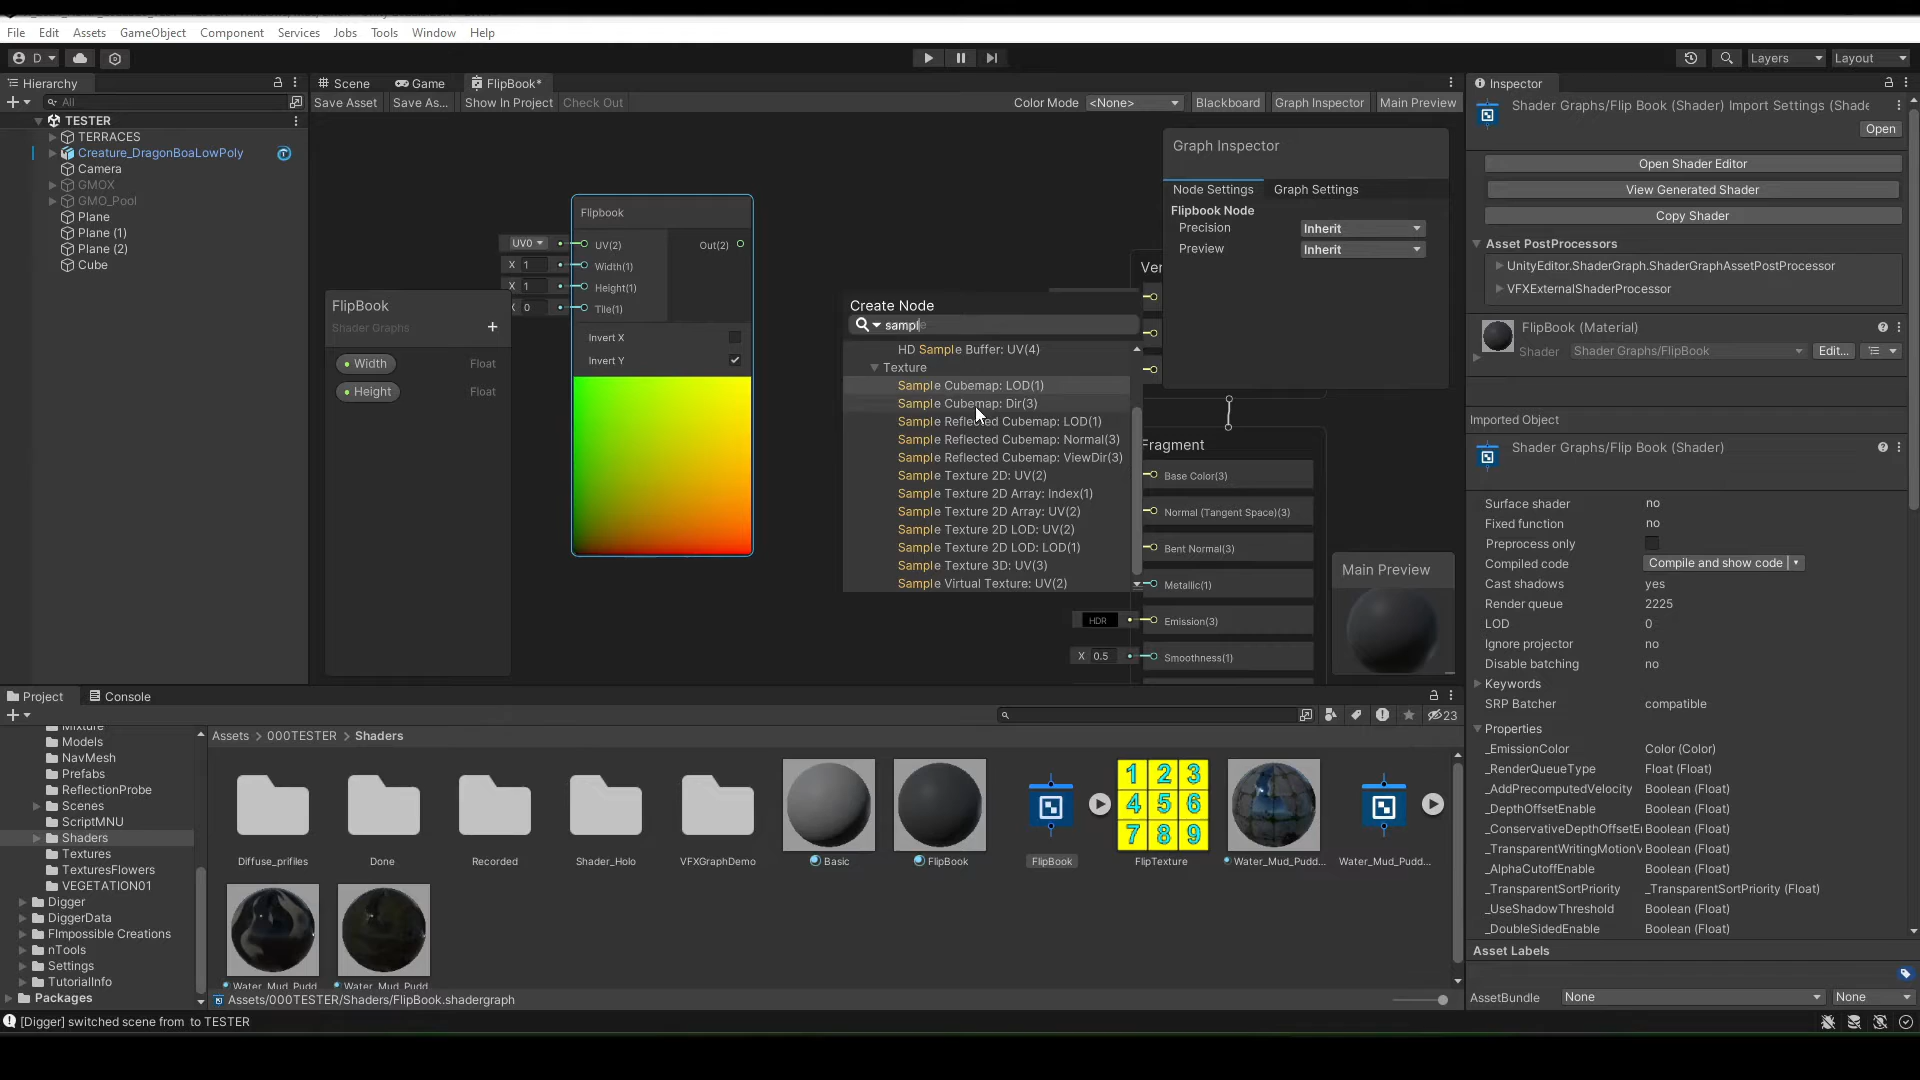 File Edit Assets GameObject Component Services Jobs Tools Window Help
D Layers Layout
Hierarchy
All
TESTER
TERRACES
Creature_DragonBoaLowPoly
Camera
GMOX
GMO_Pool
Plane
Plane (1)
Plane (2)
Cube
Scene Game FlipBook*
Save Asset Save As... Show In Project Check Out Color Mode <None> Blackboard Graph Inspector Main Preview
Flipbook
UV0 UV(2) Out(2)
X 1 Width(1)
X 1 Height(1)
0 Tile(1)
Invert X
Invert Y
FlipBook
Shader Graphs +
Width Float
Height Float
Create Node
sample
HD Sample Buffer: UV(4)
Texture
Sample Cubemap: LOD(1)
Sample Cubemap: Dir(3)
Sample Reflected Cubemap: LOD(1)
Sample Reflected Cubemap: Normal(3)
Sample Reflected Cubemap: ViewDir(3)
Sample Texture 2D: UV(2)
Sample Texture 2D Array: Index(1)
Sample Texture 2D Array: UV(2)
Sample Texture 2D LOD: UV(2)
Sample Texture 2D LOD: LOD(1)
Sample Texture 3D: UV(3)
Sample Virtual Texture: UV(2)
Ver
Graph Inspector
Node Settings Graph Settings
Flipbook Node
Precision Inherit
Preview Inherit
Fragment
Base Color(3)
Normal (Tangent Space)(3)
Bent Normal(3)
Metallic(1)
HDR Emission(3)
X 0.5 Smoothness(1)
Main Preview
Inspector
Shader Graphs/Flip Book (Shader) Import Settings (Shade
Open
Open Shader Editor
View Generated Shader
Copy Shader
Asset PostProcessors
UnityEditor.ShaderGraph.ShaderGraphAssetPostProcessor
VFXExternalShaderProcessor
FlipBook (Material)
Shader Shader Graphs/FlipBook Edit...
Imported Object
Shader Graphs/Flip Book (Shader)
Surface shader no
Fixed function no
Preprocess only
Compiled code Compile and show code
Cast shadows yes
Render queue 2225
LOD 0
Ignore projector no
Disable batching no
Keywords
SRP Batcher compatible
Properties
_EmissionColor Color (Color)
_RenderQueueType Float (Float)
_AddPrecomputedVelocity Boolean (Float)
_DepthOffsetEnable Boolean (Float)
_ConservativeDepthOffsetEn Boolean (Float)
_TransparentWritingMotionV Boolean (Float)
_AlphaCutoffEnable Boolean (Float)
_TransparentSortPriority _TransparentSortPriority (Float)
_UseShadowThreshold Boolean (Float)
_DoubleSidedEnable Boolean (Float)
Asset Labels
AssetBundle None None
Project Console
23
Mixture
Models
NavMesh
Prefabs
ReflectionProbe
Scenes
ScriptMNU
Shaders
Textures
TexturesFlowers
VEGETATION01
Digger
DiggerData
FImpossible Creations
nTools
Settings
TutorialInfo
Packages
Assets > 000TESTER > Shaders
1 2 3
4 5 6
7 8 9
Diffuse_prifiles Done Recorded Shader_Holo VFXGraphDemo Basic FlipBook FlipBook FlipTexture Water_Mud_Pudd... Water_Mud_Pudd...
Water_Mud_Pudd Water_Mud_Pudd
Assets/000TESTER/Shaders/FlipBook.shadergraph
[Digger] switched scene from to TESTER